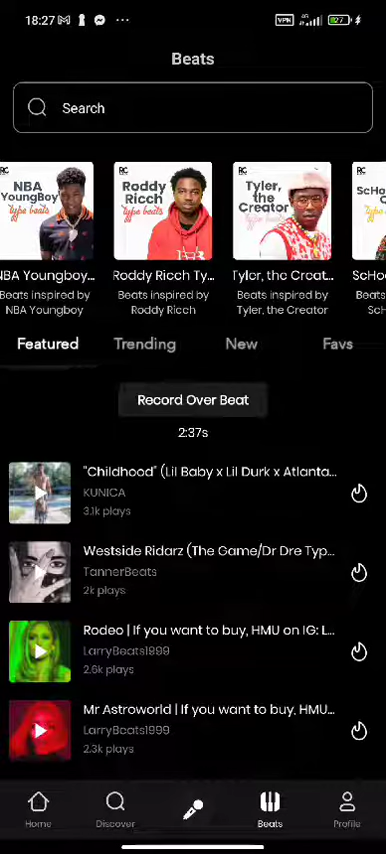 18:27
VPN
4G
27
Beats
Search
RC
NBA
YoungBoy
type beats
RC
Roddy
Ricch
type beats
RC
Tyler,
the
Creator
type beats
RC
NBA Youngboy...
Roddy Ricch Ty...
Tyler, the Creat...
Beats inspired by
NBA Youngboy
Beats inspired by
Roddy Ricch
Beats inspired by
Tyler, the Creator
Featured
Trending
New
Favs
Record Over Beat
2:37s
"Childhood" (Lil Baby x Lil Durk x Atlanta...
KUNICA
3.1k plays
Westside Ridarz (The Game/Dr Dre Typ...
TannerBeats
2k plays
Rodeo | If you want to buy, HMU on IG: L...
LarryBeats1999
2.6k plays
Mr Astroworld | If you want to buy, HMU...
LarryBeats1999
2.3k plays
Home
Discover
Beats
Profile